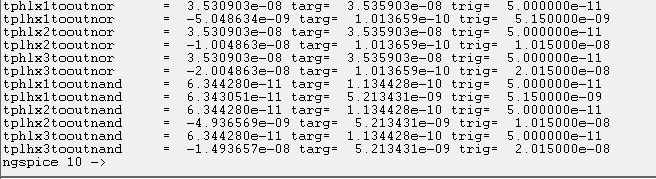 tphlx1tooutnor = 3.530903e-08 targ= 3.535903e-08 trig= 5.000000e-11
tplhx1tooutnor = -5.048634e-09 targ= 1.013659e-10 trig= 5.150000e-09
tphlx2tooutnor = 3.530903e-08 targ= 3.535903e-08 trig= 5.000000e-11
tplhx2tooutnor = -1.004863e-08 targ= 1.013659e-10 trig= 1.015000e-08
tphlx3tooutnor = 3.530903e-08 targ= 3.535903e-08 trig= 5.000000e-11
tplhx3tooutnor = -2.004863e-08 targ= 1.013659e-10 trig= 2.015000e-08
tphlx1tooutnand = 6.344280e-11 targ= 1.134428e-10 trig= 5.000000e-11
tplhx1tooutnand = 6.343051e-11 targ= 5.213431e-09 trig= 5.150000e-09
tphlx2tooutnand = 6.344280e-11 targ= 1.134428e-10 trig= 5.000000e-11
tplhx2tooutnand = -4.936569e-09 targ= 5.213431e-09 trig= 1.015000e-08
tphlx3tooutnand = 6.344280e-11 targ= 1.134428e-10 trig= 5.000000e-11
tplhx3tooutnand = -1.493657e-08 targ= 5.213431e-09 trig= 2.015000e-08
ngspice 10 ->